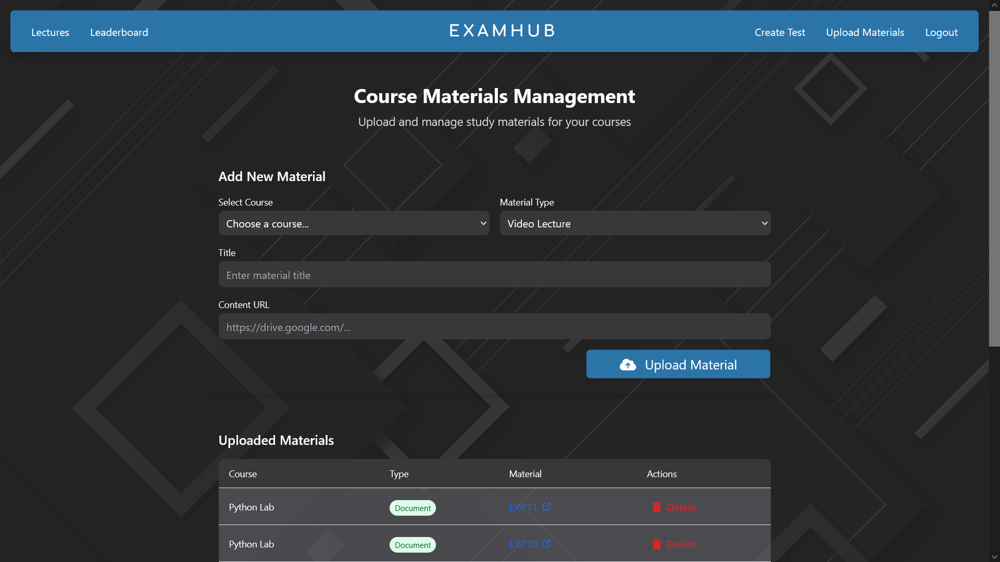 Lectures Leaderboard EXAMHUB Create Test Upload Materials Logout
Course Materials Management
Upload and manage study materials for your courses
Add New Material
Select Course Material Type
Choose a course... Video Lecture
Title
Enter material title
Content URL
https://drive.google.com/...
Upload Material
Uploaded Materials
Course Type Material Actions
Python Lab Document EXP11 Delete
Python Lab Document EXP10 Delete